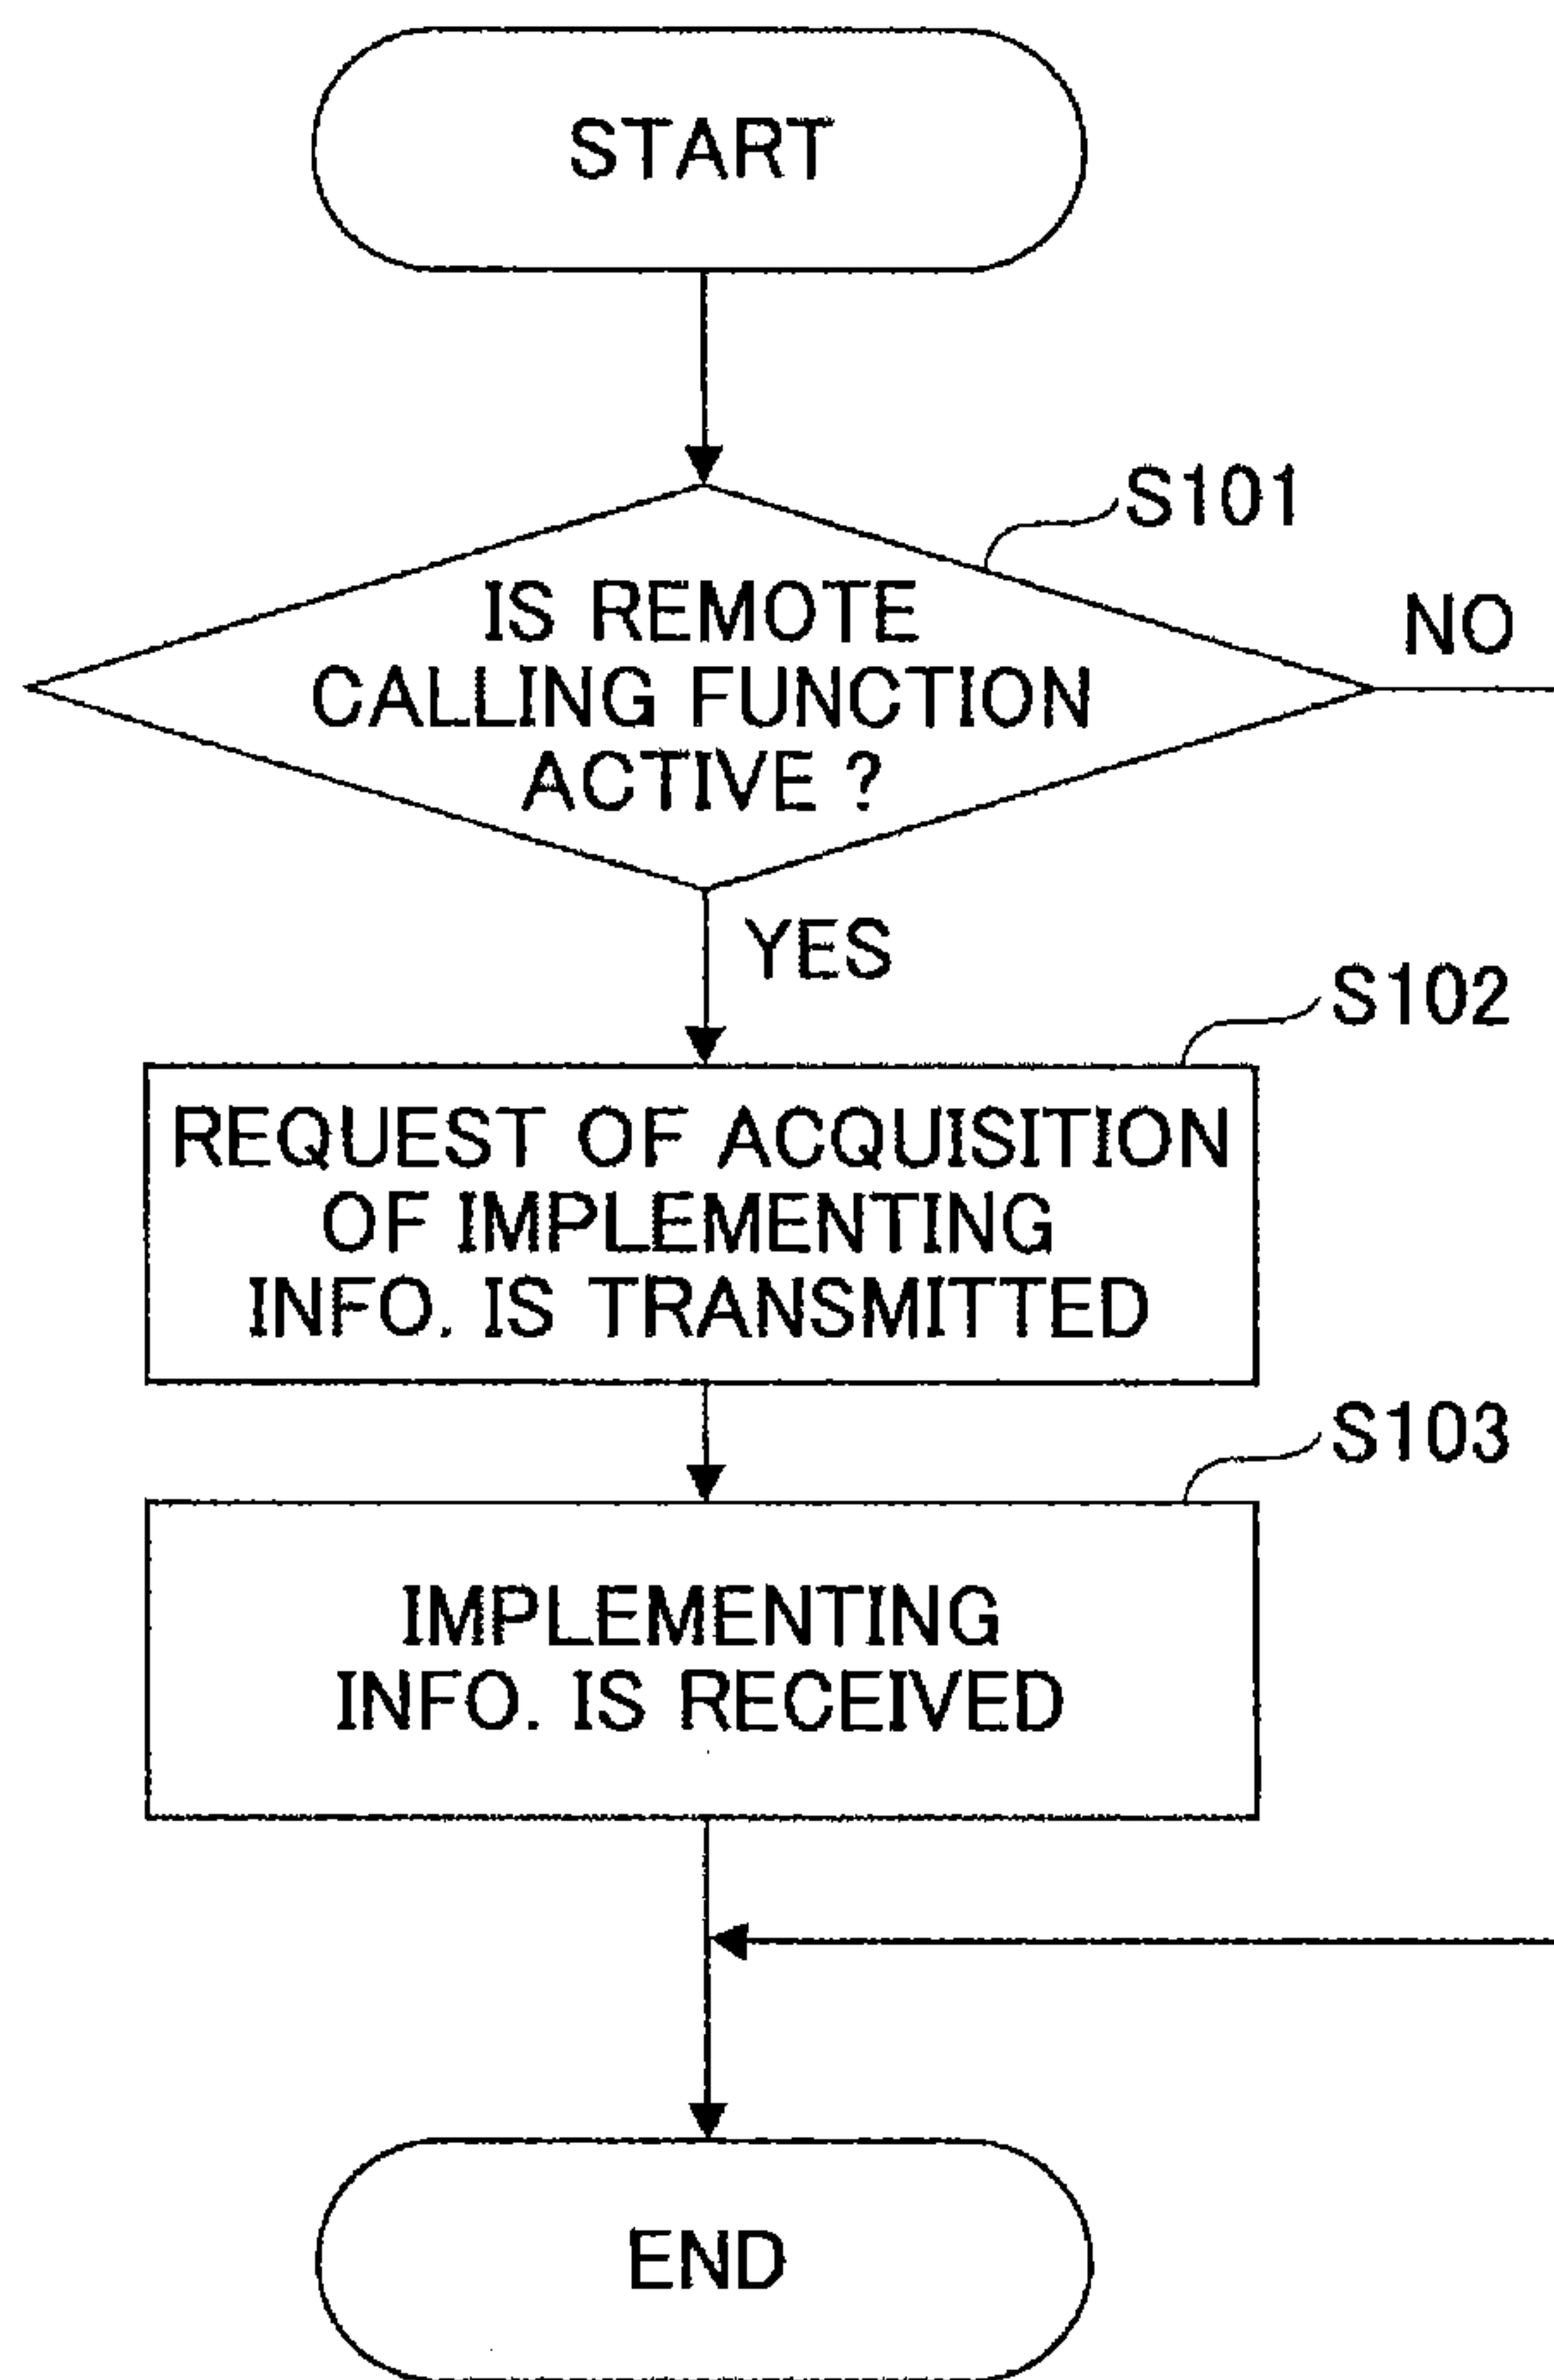 START
S101
IS REMOTE
CALLING FUNCTION
ACTIVE ?
NO
YES
S102
REQUEST OF ACQUISITION
OF IMPLEMENTING
INFO. IS TRANSMITTED
S103
IMPLEMENTING
INFO. IS RECEIVED
END